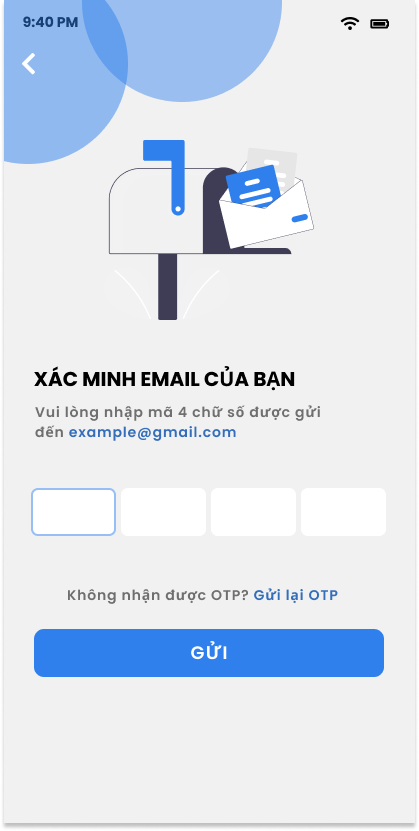 9:40 PM
XÁC MINH EMAIL CỦA BẠN
Vui lòng nhập mã 4 chữ số được gửi
đến example@gmail.com
Không nhận được OTP? Gửi lại OTP
GỬI